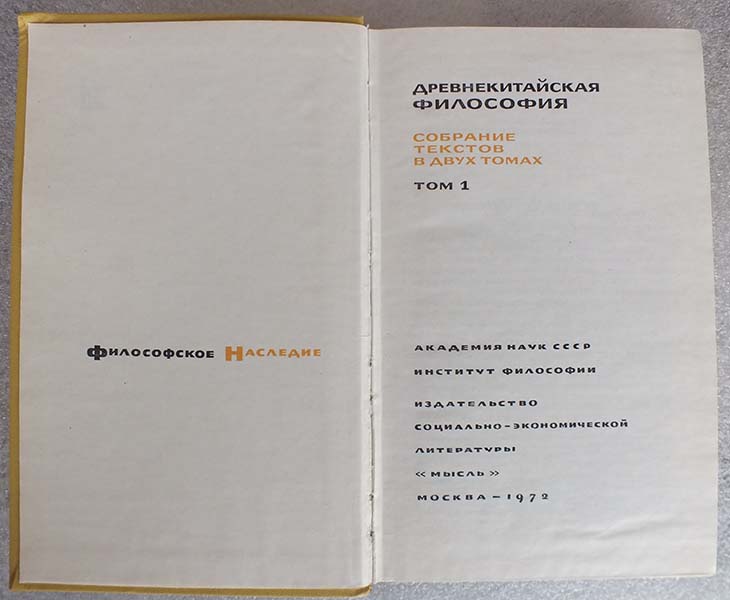 Философское Наследие
ДРЕВНЕКИТАЙСКАЯ
ФИЛОСОФИЯ
СОБРАНИЕ
ТЕКСТОВ
В ДВУХ ТОМАХ
ТОМ 1
АКАДЕМИЯ НАУК СССР
ИНСТИТУТ ФИЛОСОФИИ
ИЗДАТЕЛЬСТВО
СОЦИАЛЬНО-ЭКОНОМИЧЕСКОЙ
ЛИТЕРАТУРЫ
«МЫСЛЬ»
МОСКВА – 1972